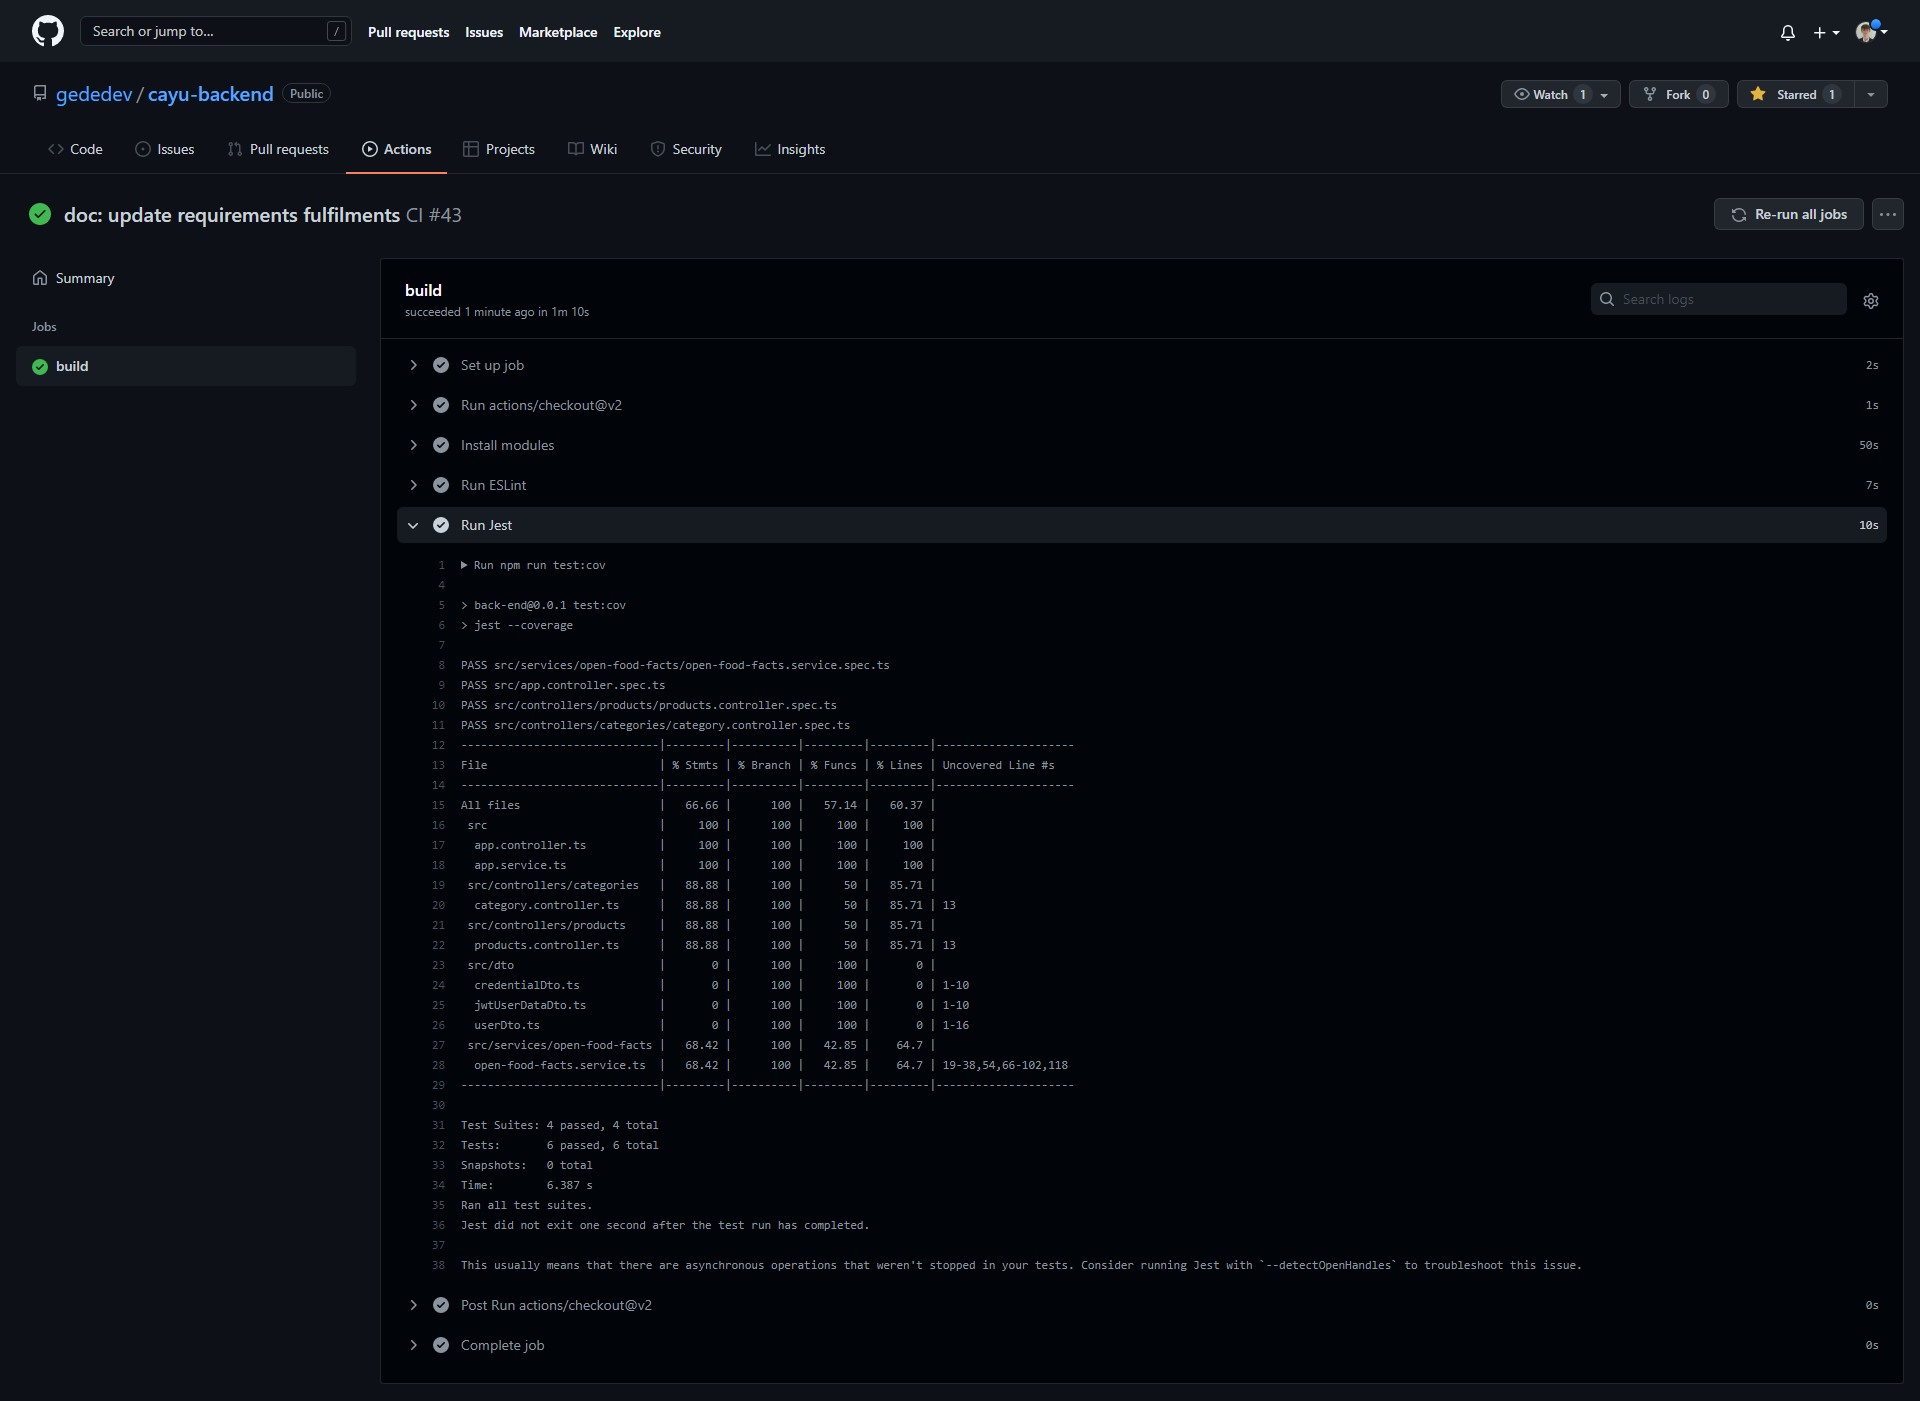 Search or jump to... /
Pull requests Issues Marketplace Explore
gededev / cayu-backend Public
Watch 1 Fork 0 Starred 1
Code Issues Pull requests Actions Projects Wiki Security Insights
doc: update requirements fulfilments CI #43
Re-run all jobs ...
Summary
Jobs
build
build
succeeded 1 minute ago in 1m 10s
Search logs
Set up job 2s
Run actions/checkout@v2 1s
Install modules 50s
Run ESLint 7s
Run Jest 10s
1 ▶ Run npm run test:cov
4
5 > back-end@0.0.1 test:cov
6 > jest --coverage
7
8 PASS src/services/open-food-facts/open-food-facts.service.spec.ts
9 PASS src/app.controller.spec.ts
10 PASS src/controllers/products/products.controller.spec.ts
11 PASS src/controllers/categories/category.controller.spec.ts
12 ------------------------------|---------|----------|---------|---------|---------------------
13 File                          | % Stmts | % Branch | % Funcs | % Lines | Uncovered Line #s
14 ------------------------------|---------|----------|---------|---------|---------------------
15 All files                     |   66.66 |      100 |   57.14 |   60.37 |
16  src                          |     100 |      100 |     100 |     100 |
17   app.controller.ts           |     100 |      100 |     100 |     100 |
18   app.service.ts              |     100 |      100 |     100 |     100 |
19  src/controllers/categories   |   88.88 |      100 |      50 |   85.71 |
20   category.controller.ts      |   88.88 |      100 |      50 |   85.71 | 13
21  src/controllers/products     |   88.88 |      100 |      50 |   85.71 |
22   products.controller.ts      |   88.88 |      100 |      50 |   85.71 | 13
23  src/dto                      |       0 |      100 |     100 |       0 |
24   credentialDto.ts            |       0 |      100 |     100 |       0 | 1-10
25   jwtUserDataDto.ts           |       0 |      100 |     100 |       0 | 1-10
26   userDto.ts                  |       0 |      100 |     100 |       0 | 1-16
27  src/services/open-food-facts |   68.42 |      100 |   42.85 |    64.7 |
28   open-food-facts.service.ts  |   68.42 |      100 |   42.85 |    64.7 | 19-38,54,66-102,118
29 ------------------------------|---------|----------|---------|---------|---------------------
30
31 Test Suites: 4 passed, 4 total
32 Tests:       6 passed, 6 total
33 Snapshots:   0 total
34 Time:        6.387 s
35 Ran all test suites.
36 Jest did not exit one second after the test run has completed.
37
38 This usually means that there are asynchronous operations that weren't stopped in your tests. Consider running Jest with `--detectOpenHandles` to troubleshoot this issue.
Post Run actions/checkout@v2 0s
Complete job 0s